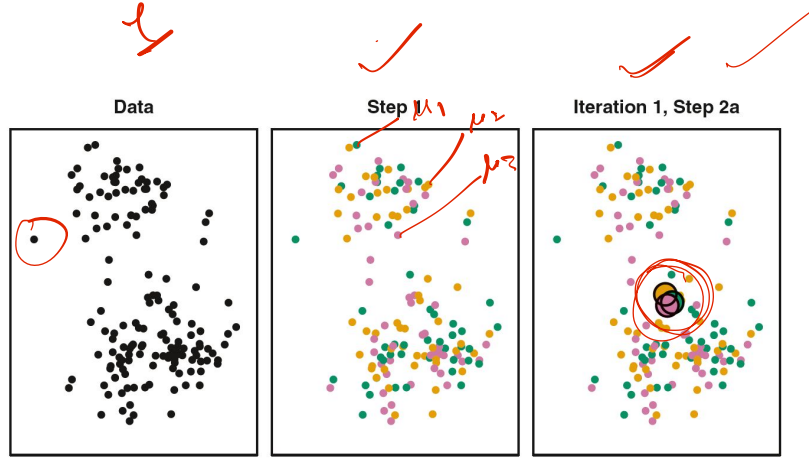 Data
Step 1
Iteration 1, Step 2a
μ1
μ2
μ3